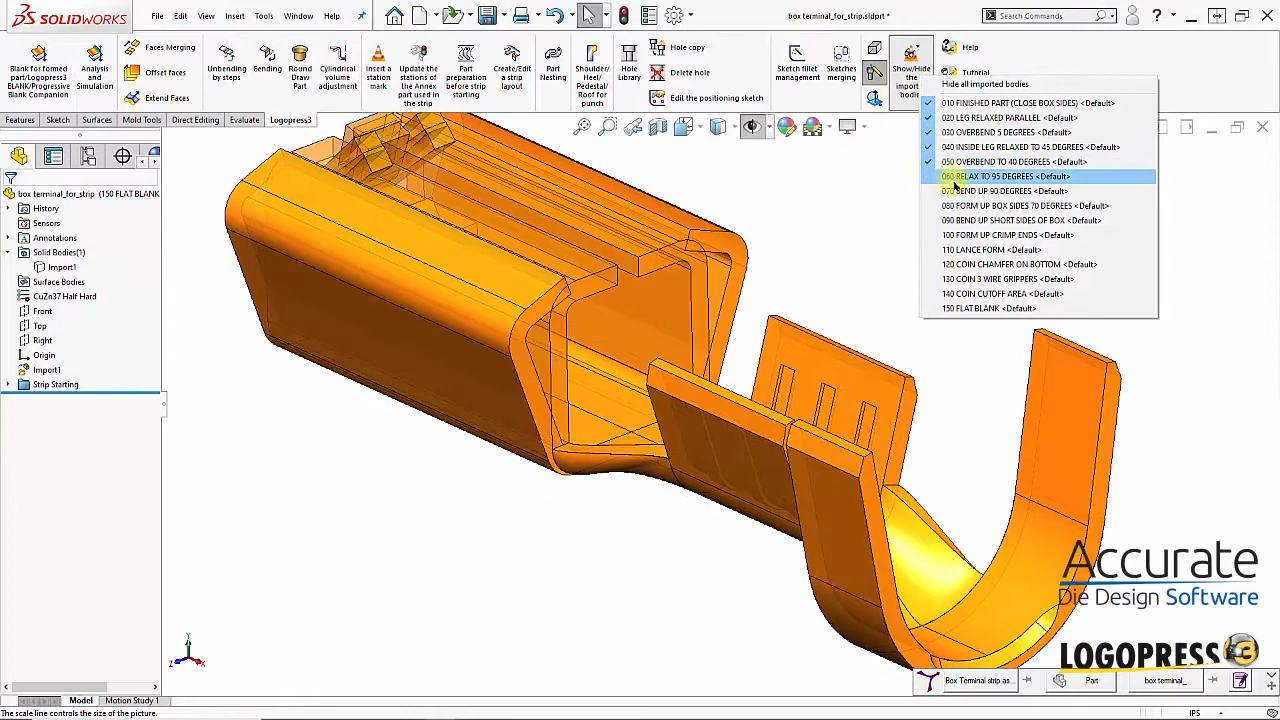 SOLIDWORKS File Edit View Insert Tools Window Help box terminal_for_strip.sldprt * Search Commands ?
Blank for formed part/Logopress3 BLANK/Progressive Blank Companion
Analysis and Simulation
Faces Merging
Offset faces
Extend Faces
Unbending by steps
Bending
Round Draw Part
Cylindrical volume adjustment
Insert a station mark
Update the stations of the Annex part used in the strip
Part preparation before strip starting
Create/Edit a strip layout
Part Nesting
Shoulder/ Heel/ Pedestal/ Roof for punch
Hole Library
Hole copy
Delete hole
Edit the positioning sketch
Sketch fillet management
Sketches merging
Show/Hide the imported bodies
Help
Tutorial
Features Sketch Surfaces Mold Tools Direct Editing Evaluate Logopress3
Hide all imported bodies
010 FINISHED PART (CLOSE BOX SIDES) <Default>
020 LEG RELAXED PARALLEL <Default>
030 OVERBEND 5 DEGREES <Default>
040 INSIDE LEG RELAXED TO 45 DEGREES <Default>
050 OVERBEND TO 40 DEGREES <Default>
060 RELAX TO 95 DEGREES <Default>
070 BEND UP 90 DEGREES <Default>
080 FORM UP BOX SIDES 70 DEGREES <Default>
090 BEND UP SHORT SIDES OF BOX <Default>
100 FORM UP CRIMP ENDS <Default>
110 LANCE FORM <Default>
120 COIN CHAMFER ON BOTTOM <Default>
130 COIN 3 WIRE GRIPPERS <Default>
140 COIN CUTOFF AREA <Default>
150 FLAT BLANK <Default>
box terminal_for_strip (150 FLAT BLANK
History
Sensors
Annotations
Solid Bodies(1)
Import1
Surface Bodies
CuZn37 Half Hard
Front
Top
Right
Origin
Import1
Strip Starting
Y
Z X
Accurate
Die Design Software
LOGOPRESS3
Box Terminal strip as... Part box terminal_
Model Motion Study 1
The scale line controls the size of the picture. IPS